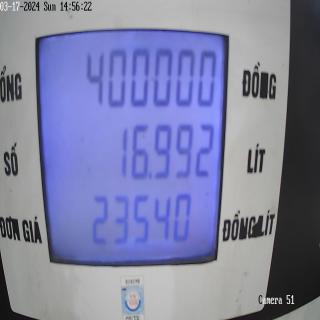 03-17-2024 Sun 14:56:22
ỔNG 400000 ĐỒNG
SỐ 16.992 LÍT
ĐƠN GIÁ 23540 ĐỒNG/LÍT
Camera 51